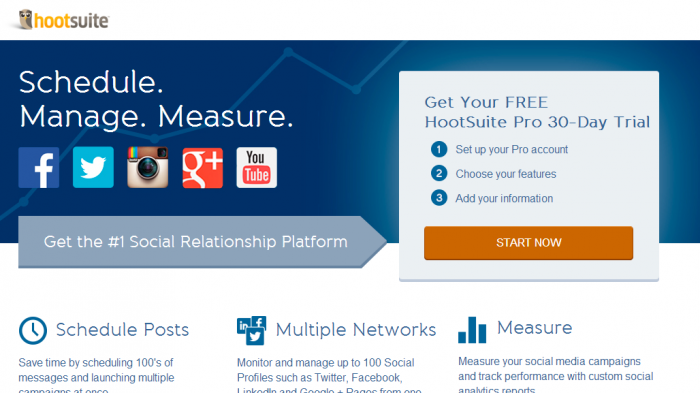 hootsuite
Schedule.
Manage. Measure.
f
g+
You
Tube
Get the #1 Social Relationship Platform
Get Your FREE
HootSuite Pro 30-Day Trial
1 Set up your Pro account
2 Choose your features
3 Add your information
START NOW
Schedule Posts
Save time by scheduling 100's of
messages and launching multiple
campaigns at once
in f
Multiple Networks
Monitor and manage up to 100 Social
Profiles such as Twitter, Facebook,
LinkedIn and Google + Pages from one
Measure
Measure your social media campaigns
and track performance with custom social
analytics reports